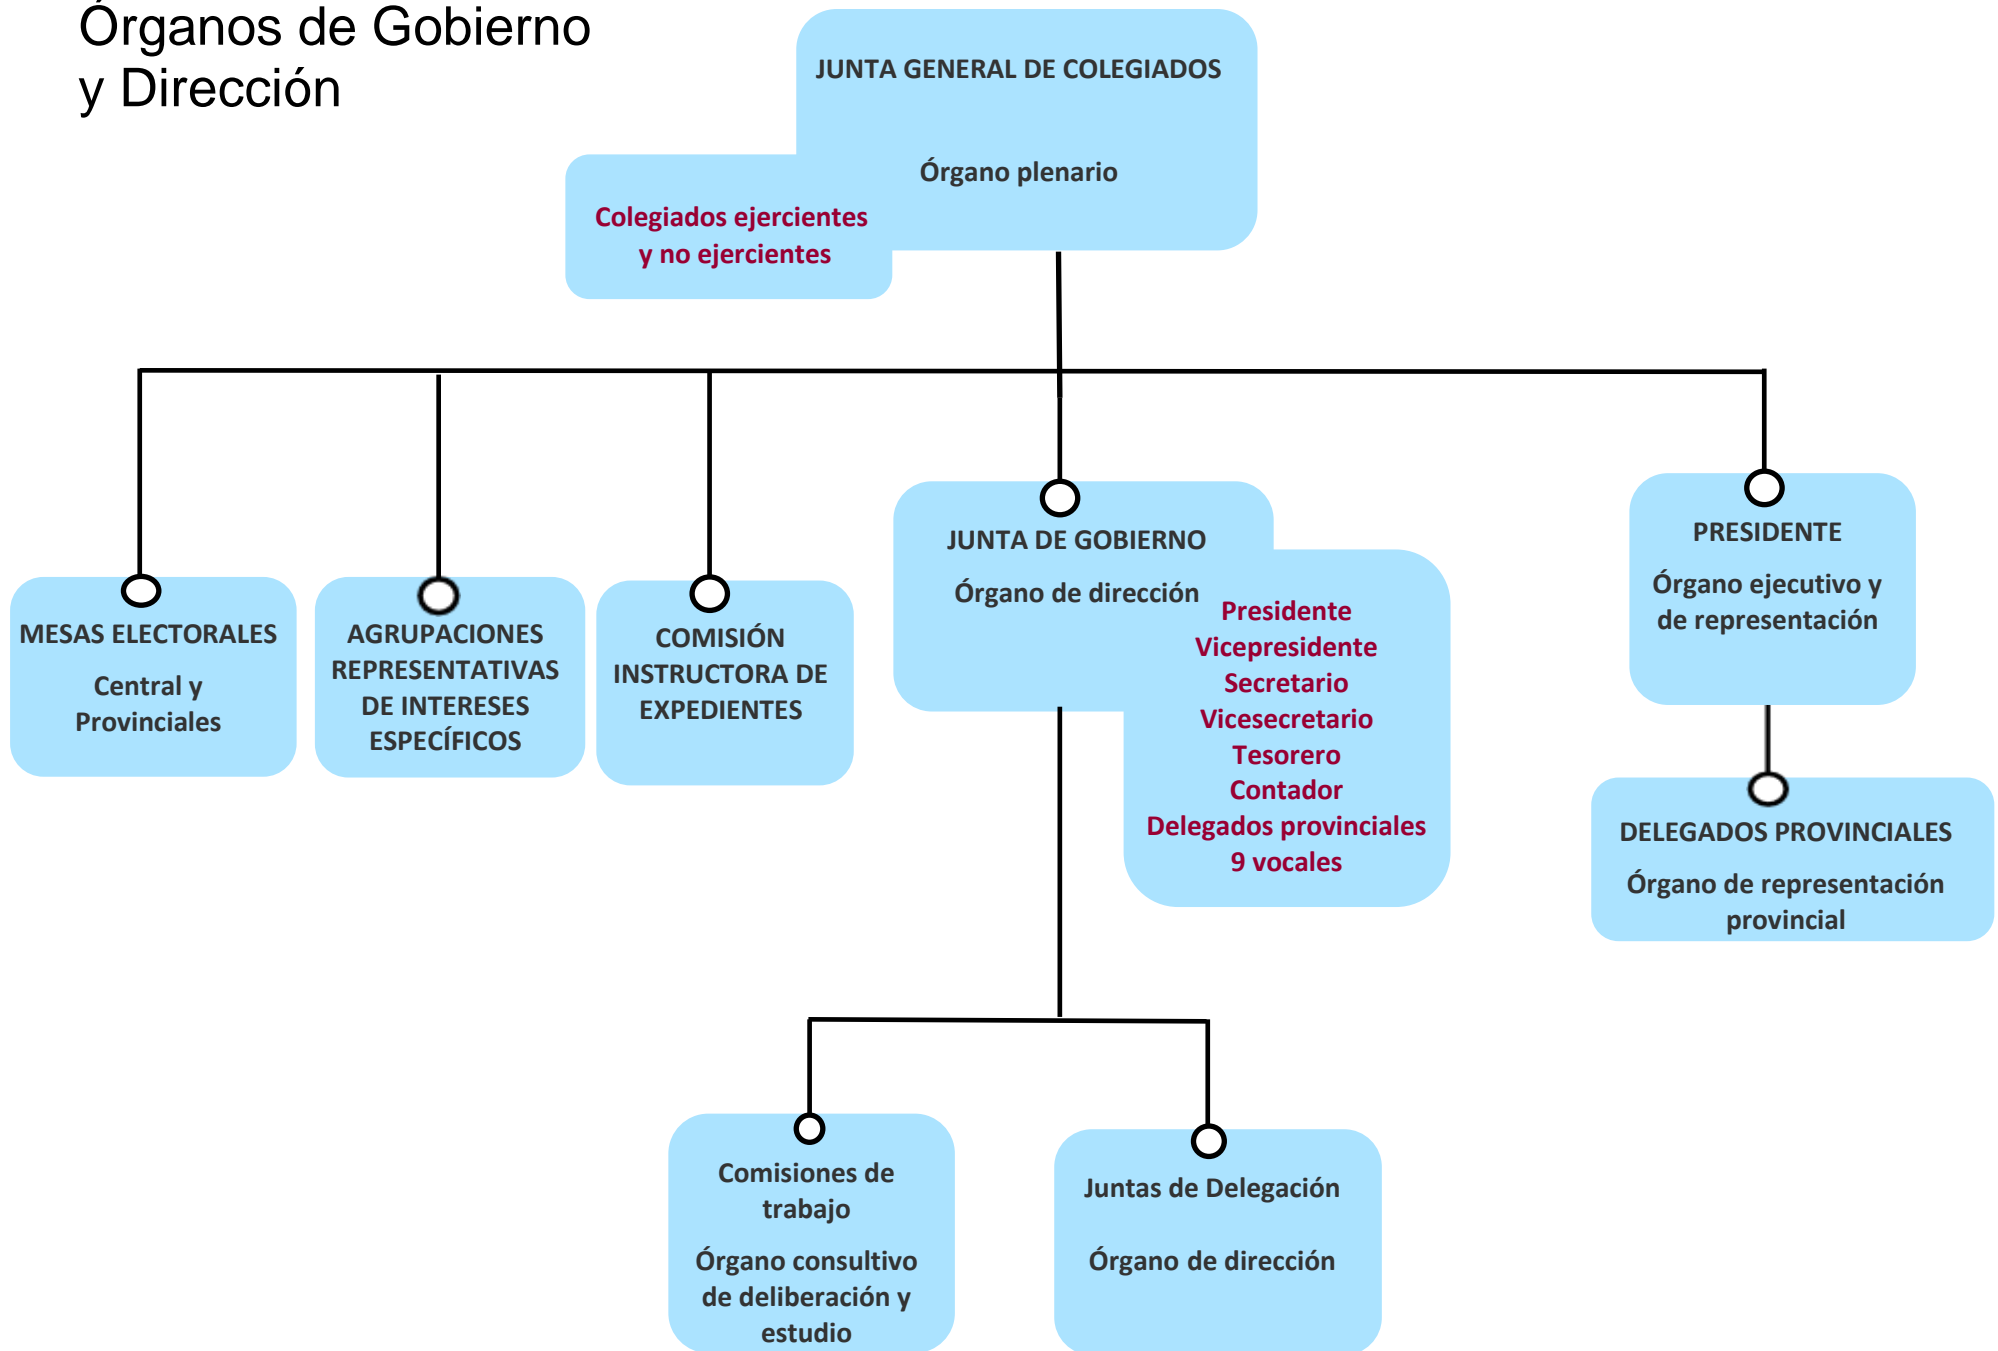 Órganos de Gobierno
y Dirección
JUNTA GENERAL DE COLEGIADOS
Órgano plenario
Colegiados ejercientes
y no ejercientes
MESAS ELECTORALES
Central y
Provinciales
AGRUPACIONES
REPRESENTATIVAS
DE INTERESES
ESPECÍFICOS
COMISIÓN
INSTRUCTORA DE
EXPEDIENTES
JUNTA DE GOBIERNO
Órgano de dirección
Presidente
Vicepresidente
Secretario
Vicesecretario
Tesorero
Contador
Delegados provinciales
9 vocales
PRESIDENTE
Órgano ejecutivo y
de representación
DELEGADOS PROVINCIALES
Órgano de representación
provincial
Comisiones de
trabajo
Órgano consultivo
de deliberación y
estudio
Juntas de Delegación
Órgano de dirección